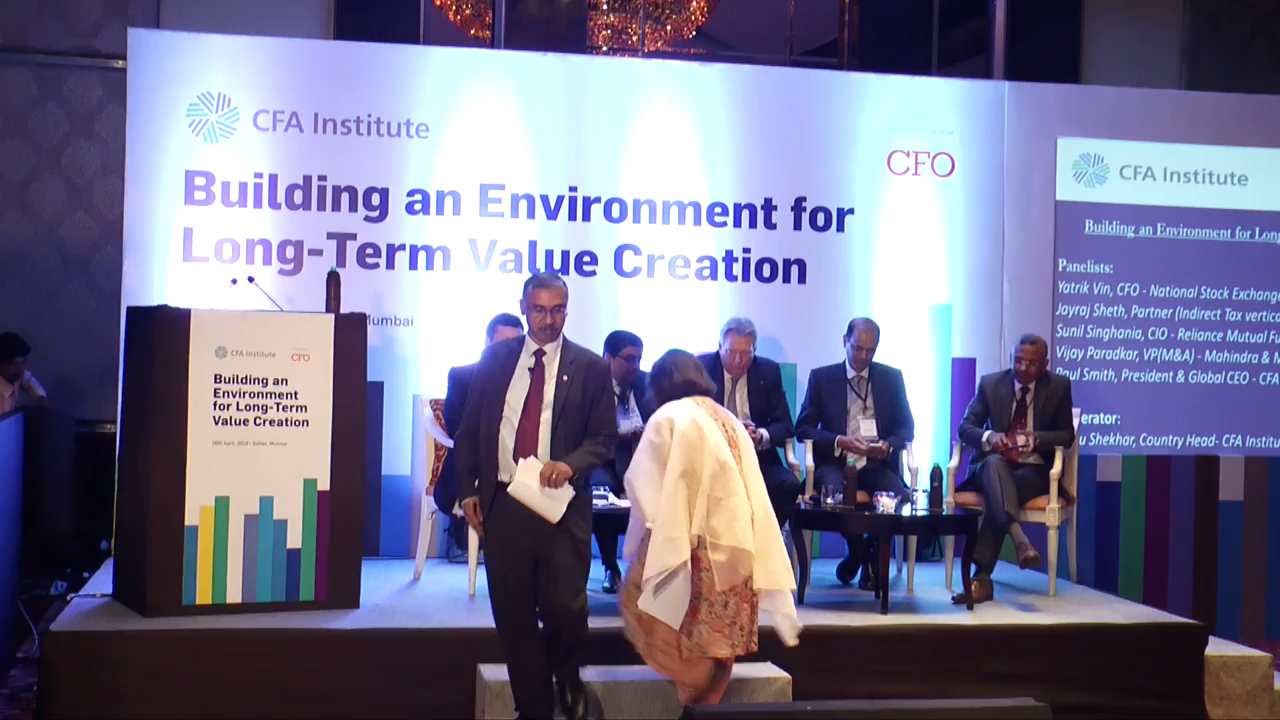 CFA Institute
CFO
Building an Environment for
Long-Term Value Creation
Mumbai
CFA Institute
CFO
Building an
Environment
for Long-Term
Value Creation
CFA Institute
Building an Environment for Long
Panelists:
Yatrik Vin, CFO - National Stock Exchange
Jayraj Sheth, Partner (Indirect Tax vertic
Sunil Singhania, CIO - Reliance Mutual Fu
Vijay Paradkar, VP(M&A) - Mahindra & M
Paul Smith, President & Global CEO - CFA
erator:
u Shekhar, Country Head- CFA Institu